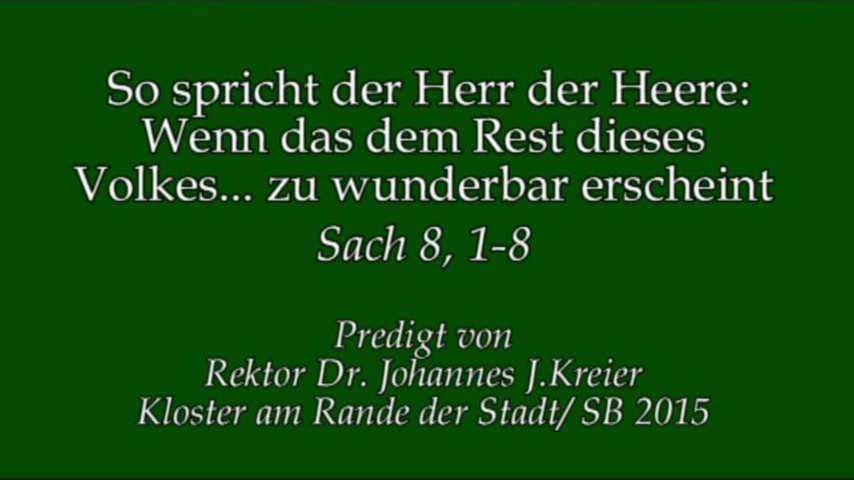 So spricht der Herr der Heere:
Wenn das dem Rest dieses
Volkes... zu wunderbar erscheint
Sach 8, 1-8
Predigt von
Rektor Dr. Johannes J.Kreier
Kloster am Rande der Stadt/ SB 2015